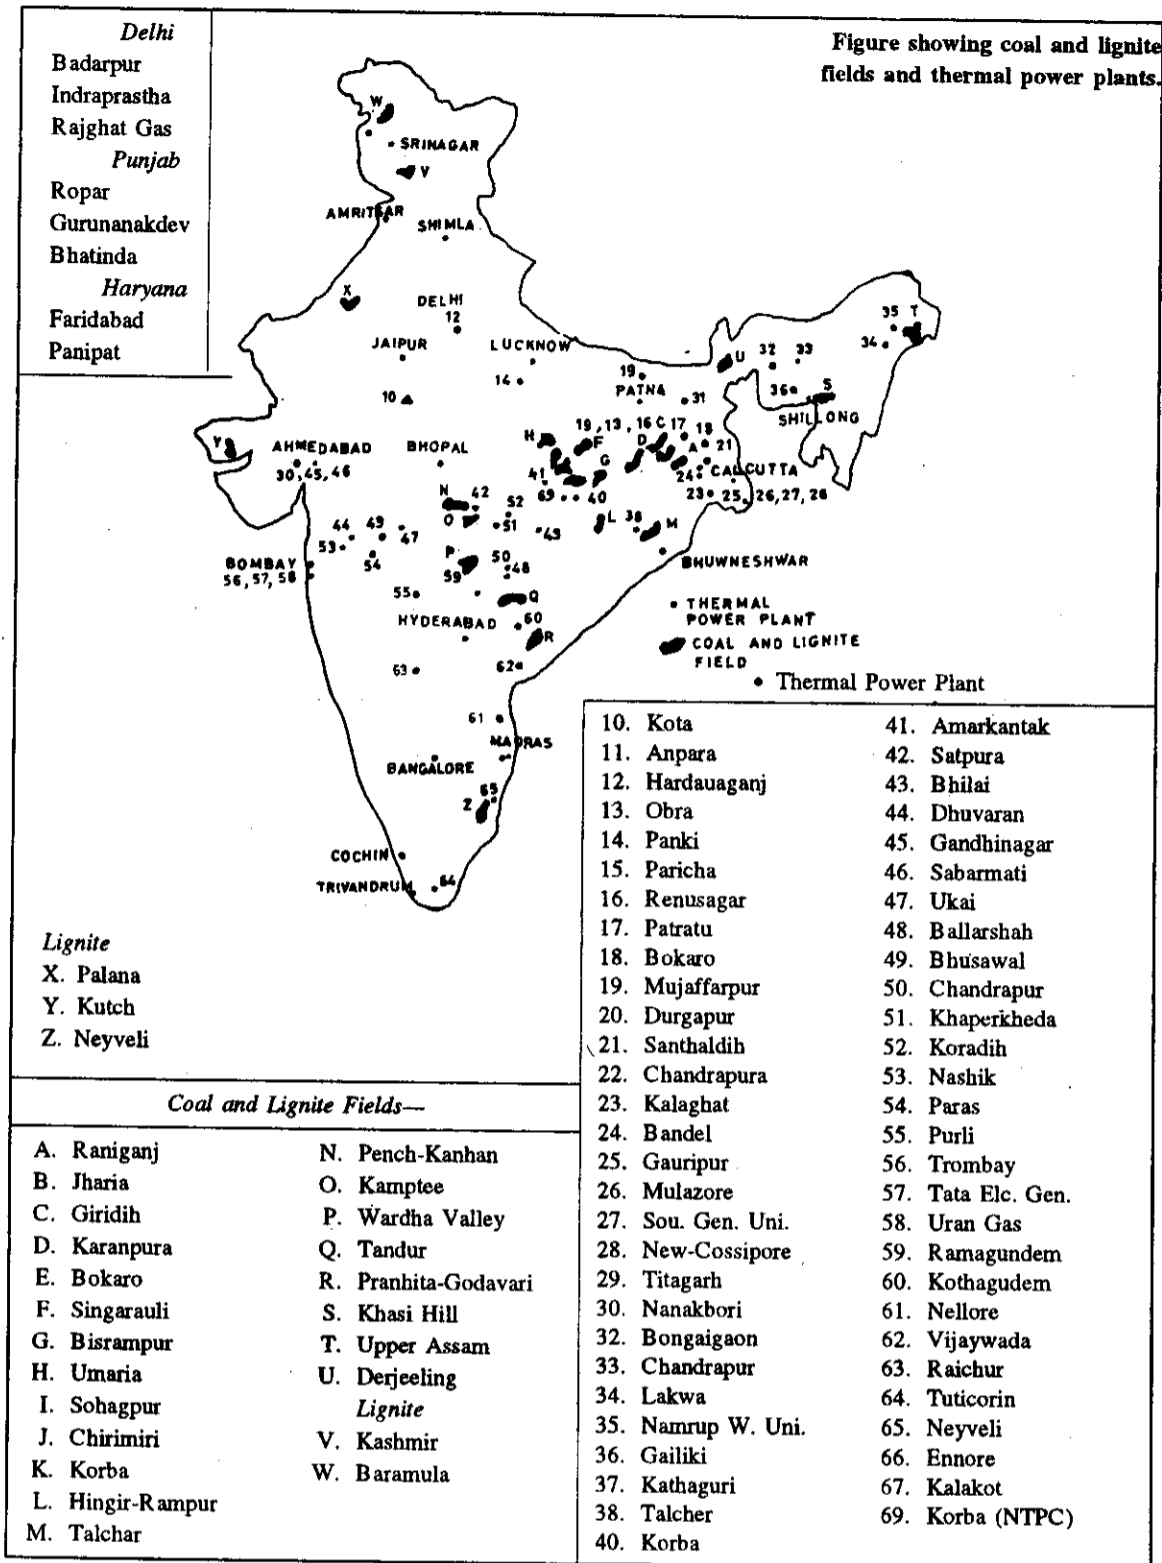 Delhi
Badarpur
Indraprastha
Rajghat Gas
Punjab
Ropar
Gurunanakdev
Bhatinda
Haryana
Faridabad
Panipat
Figure showing coal and lignite
fields and thermal power plants.
W
SRINAGAR
V
AMRITSAR
SHIMLA
X
DELHI
12
JAIPUR
LUCKNOW
14
19
PATNA
31
10
35 T
34
U
32 33
36 S
SHILLONG
Y
AHMEDABAD
30, 45, 46
BHOPAL
H
19, 13, 16 C 17 18
F
D
A 21
G
41
24
CALCUTTA
69 40
23 25 26, 27, 28
N 42
O
52
51
43
L 38 M
44 49
53
47
54
BHUWNESHWAR
BOMBAY
56, 57, 58
P
59
50
48
55
Q
HYDERABAD
60
R
THERMAL
POWER PLANT
COAL AND LIGNITE
FIELD
• Thermal Power Plant
63
62
61
MADRAS
BANGALORE
65
Z
COCHIN
TRIVANDRUM
64
Lignite
X. Palana
Y. Kutch
Z. Neyveli
Coal and Lignite Fields—
A. Raniganj
B. Jharia
C. Giridih
D. Karanpura
E. Bokaro
F. Singarauli
G. Bisrampur
H. Umaria
I. Sohagpur
J. Chirimiri
K. Korba
L. Hingir-Rampur
M. Talchar
N. Pench-Kanhan
O. Kamptee
P. Wardha Valley
Q. Tandur
R. Pranhita-Godavari
S. Khasi Hill
T. Upper Assam
U. Derjeeling
Lignite
V. Kashmir
W. Baramula
10. Kota
11. Anpara
12. Hardauaganj
13. Obra
14. Panki
15. Paricha
16. Renusagar
17. Patratu
18. Bokaro
19. Mujaffarpur
20. Durgapur
21. Santhaldih
22. Chandrapura
23. Kalaghat
24. Bandel
25. Gauripur
26. Mulazore
27. Sou. Gen. Uni.
28. New-Cossipore
29. Titagarh
30. Nanakbori
32. Bongaigaon
33. Chandrapur
34. Lakwa
35. Namrup W. Uni.
36. Gailiki
37. Kathaguri
38. Talcher
40. Korba
41. Amarkantak
42. Satpura
43. Bhilai
44. Dhuvaran
45. Gandhinagar
46. Sabarmati
47. Ukai
48. Ballarshah
49. Bhusawal
50. Chandrapur
51. Khaperkheda
52. Koradih
53. Nashik
54. Paras
55. Purli
56. Trombay
57. Tata Elc. Gen.
58. Uran Gas
59. Ramagundem
60. Kothagudem
61. Nellore
62. Vijaywada
63. Raichur
64. Tuticorin
65. Neyveli
66. Ennore
67. Kalakot
69. Korba (NTPC)